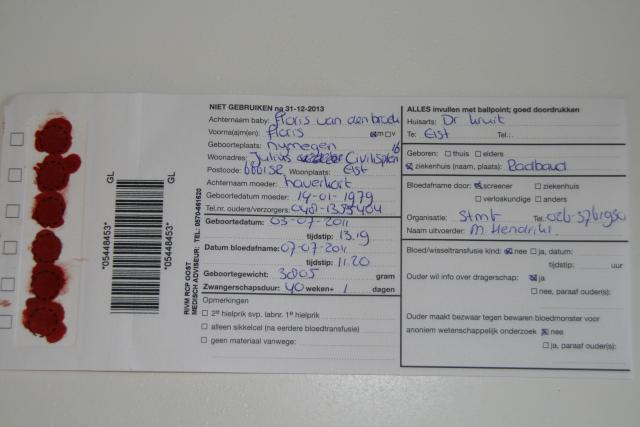 NIET GEBRUIKEN na 31-12-2013
Achternaam baby: Floris van den broek
Voorna(a)m(en): floris m v
Geboorteplaats: nymegen
Woonadres: Julius Civilisplein 16
Postcode: Woonplaats: Elst
Achternaam moeder: haverkort
Geboortedatum moeder: 14-01-1979
Tel.nr. ouders/verzorgers:
Geboortedatum: 03-07-2011
tijdstip: 13.19
Datum bloedafname: 07-07-2011
tijdstip: 11.20
Geboortegewicht: gram
Zwangerschapsduur: 40 weken + 1 dagen
Opmerkingen
2e hielprik svp. labnr. 1e hielprik
alleen sikkelcel (na eerdere bloedtransfusie)
geen materiaal vanwege:
ALLES invullen met ballpoint; goed doordrukken
Huisarts: Dr
Te: Elst Tel.:
Geboren: thuis elders
ziekenhuis (naam, plaats): Radboud
Bloedafname door: screener ziekenhuis
verloskundige anders
Organisatie: Stmt Tel:
Naam uitvoerder: M. Hendriks.
Bloed/wisseltransfusie kind: nee ja, datum:
tijdstip: uur
Ouder wil info over dragerschap: ja
nee, paraaf ouder(s):
Ouder maakt bezwaar tegen bewaren bloedmonster voor
anoniem wetenschappelijk onderzoek nee
ja, paraaf ouder(s):
GL
*05448453*
*05448453*
GL
RIVM RCP OOST
MEDISCH ADVISEUR: TEL: